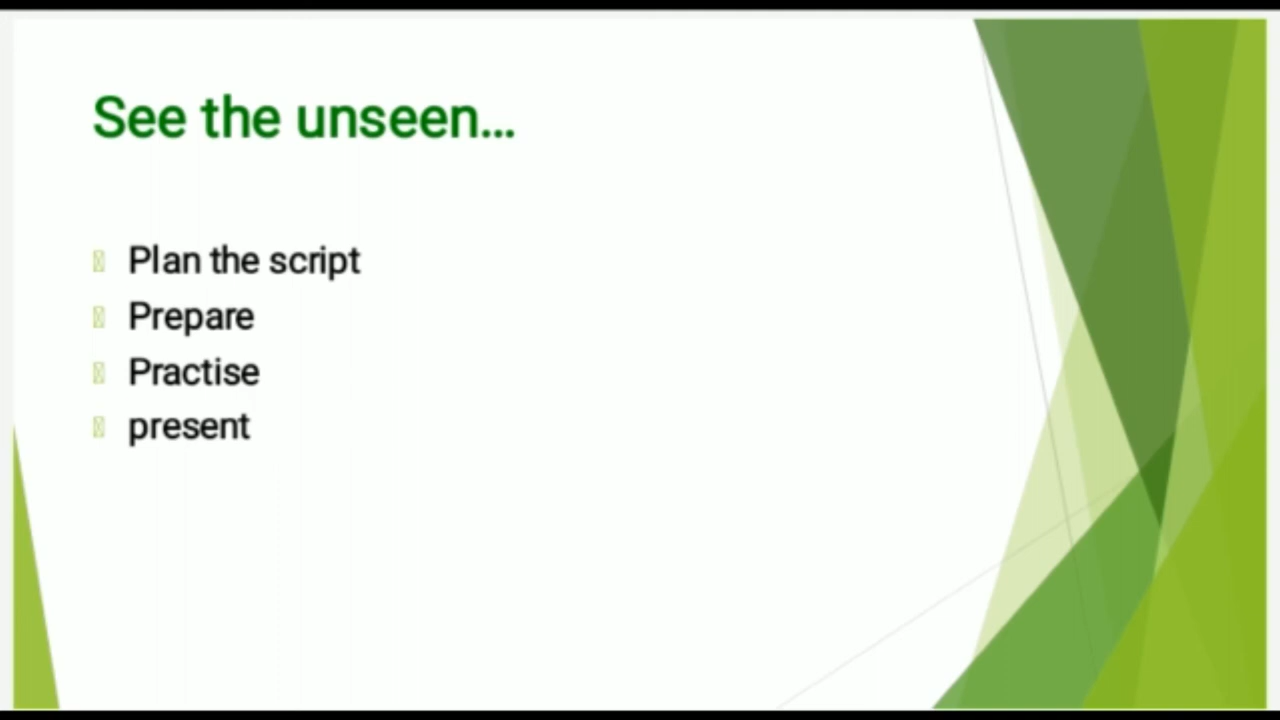 See the unseen...
Plan the script
Prepare
Practise
present